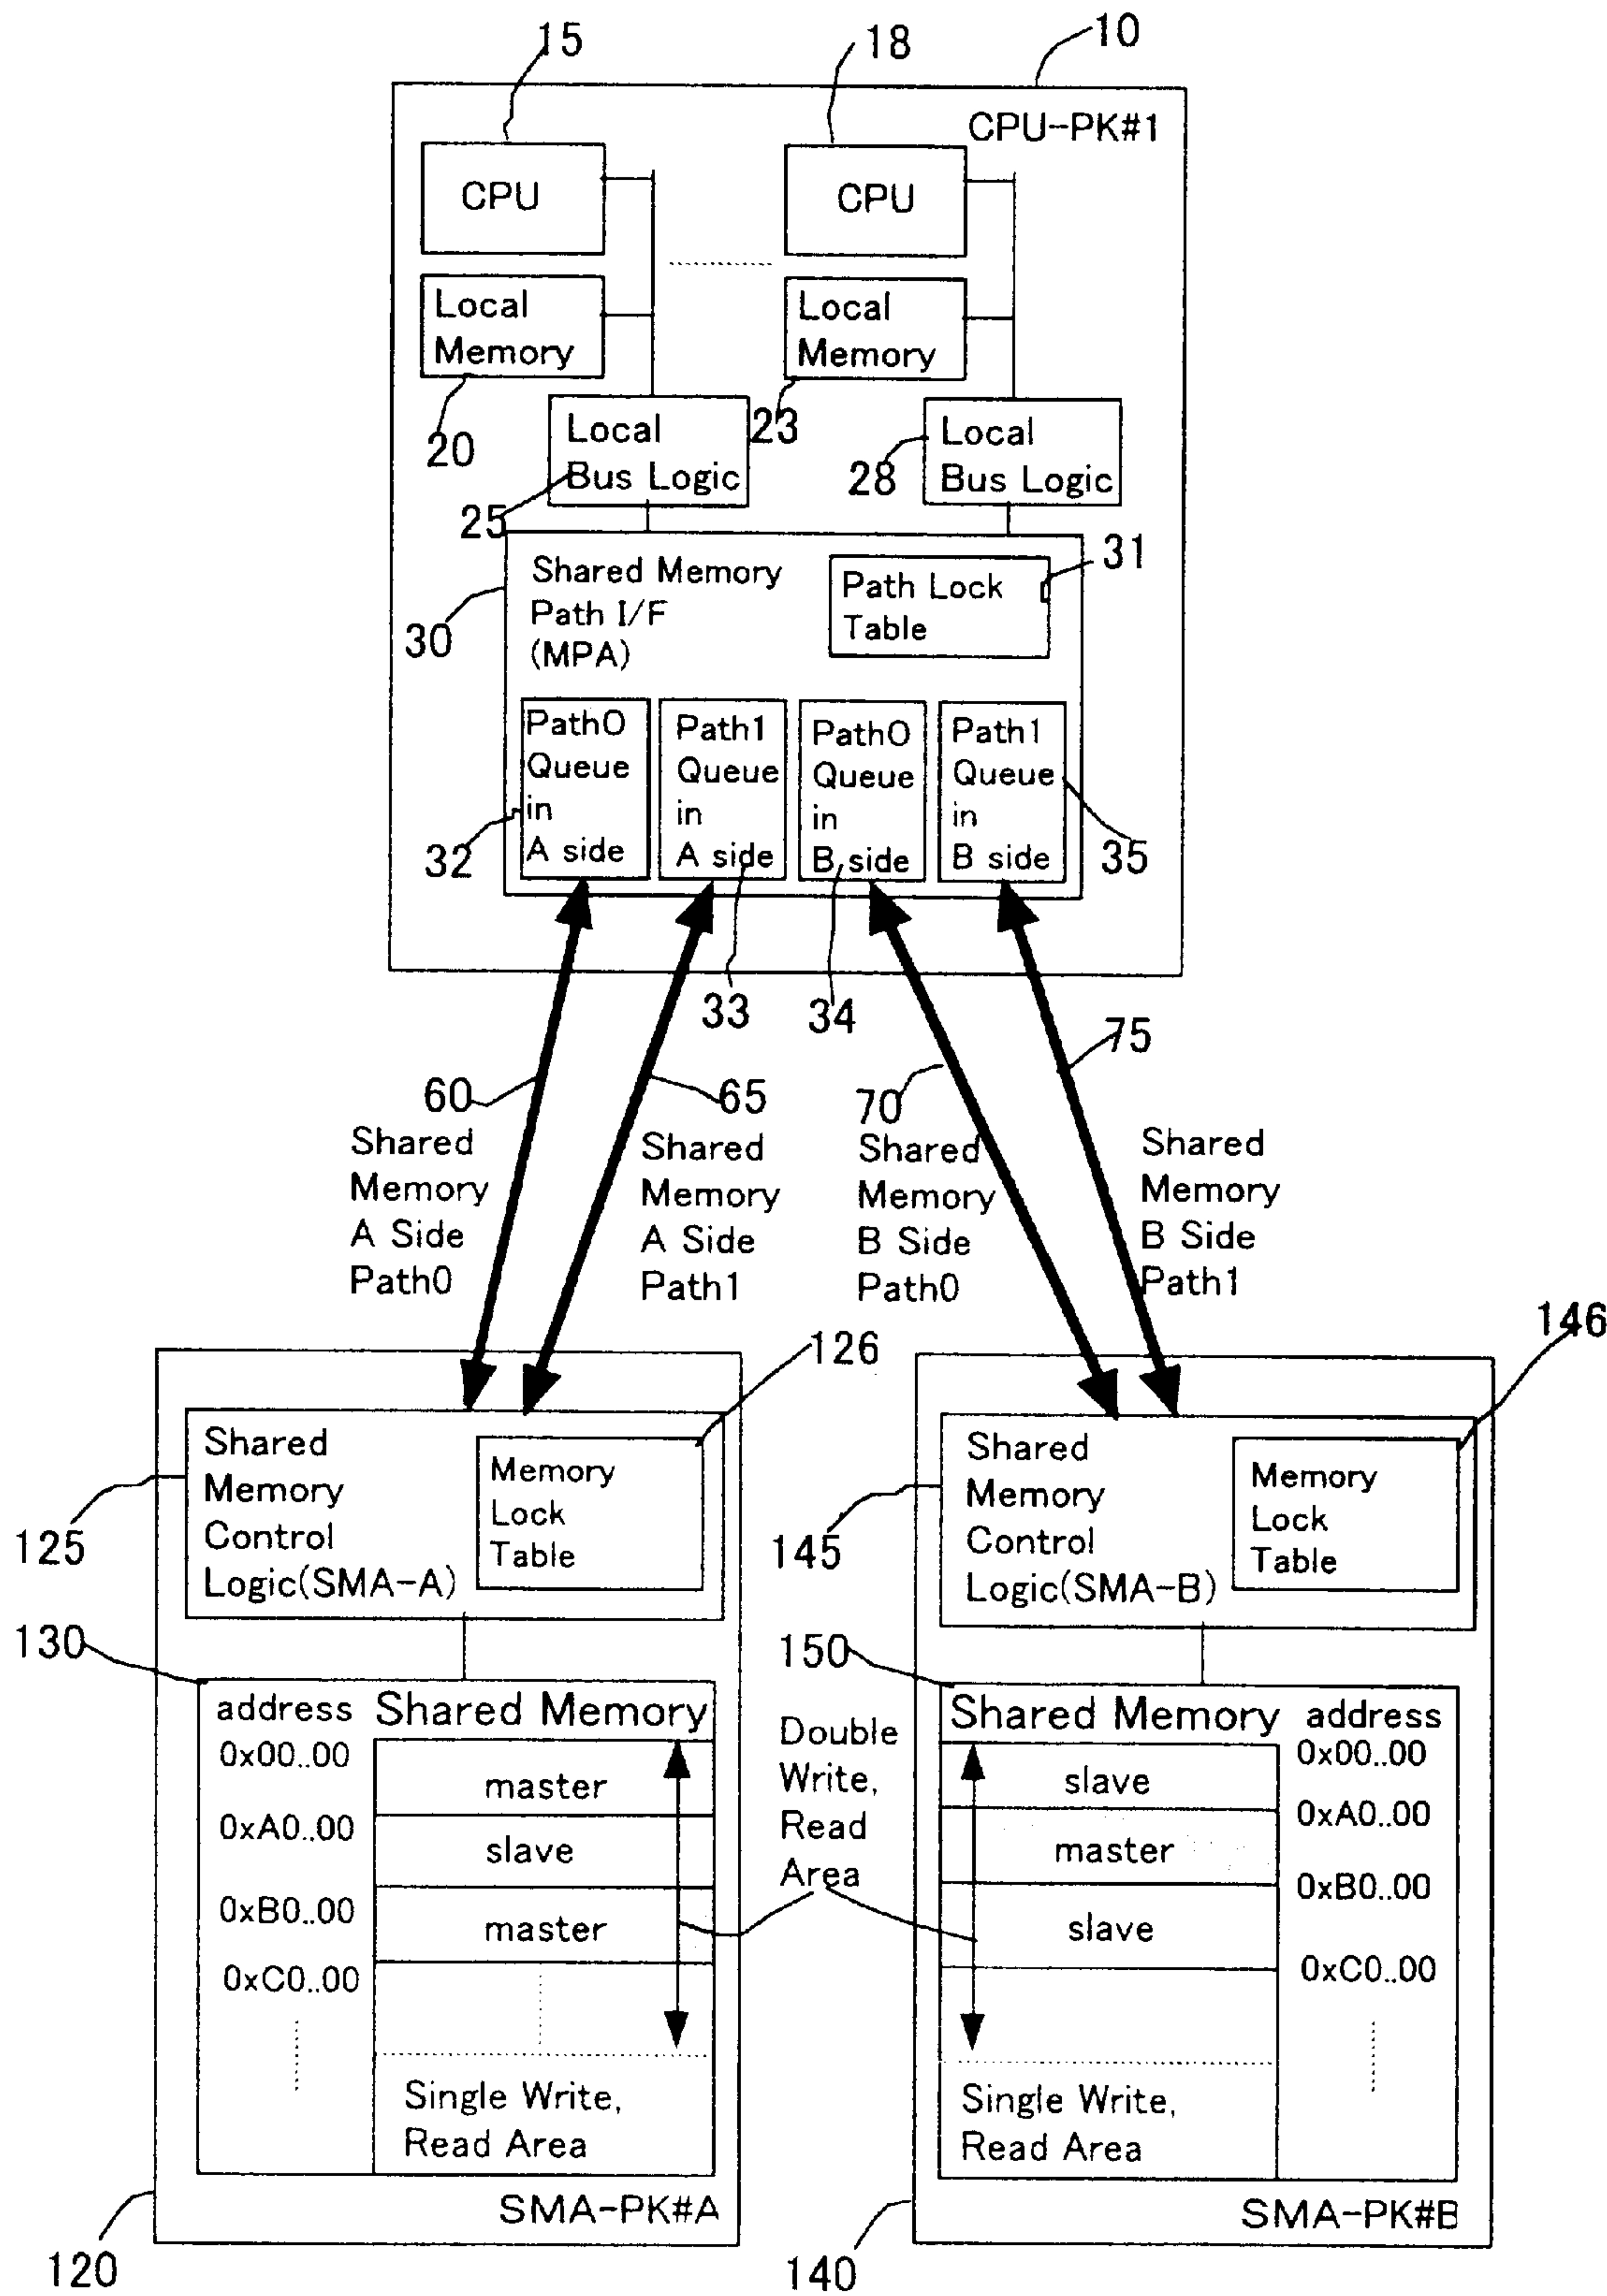 15
18
10
CPU-PK#1
CPU
CPU
Local
Memory
Local
Memory
20
23
Local
Bus Logic
25
28
Local
Bus Logic
Shared Memory
Path I/F
(MPA)
30
Path Lock
Table
31
Path0
Queue
in
A side
Path1
Queue
in
A side
Path0
Queue
in
B side
Path1
Queue
in
B side
32
33
34
35
60
Shared
Memory
A Side
Path0
65
Shared
Memory
A Side
Path1
70
Shared
Memory
B Side
Path0
75
Shared
Memory
B Side
Path1
126
146
Shared
Memory
Control
Logic(SMA-A)
Memory
Lock
Table
125
Shared
Memory
Control
Logic(SMA-B)
Memory
Lock
Table
145
130
address
Shared Memory
0x00..00
master
0xA0..00
slave
0xB0..00
master
0xC0..00
Single Write,
Read Area
SMA-PK#A
120
Double
Write,
Read
Area
150
Shared Memory
address
0x00..00
slave
0xA0..00
master
0xB0..00
slave
0xC0..00
Single Write,
Read Area
SMA-PK#B
140